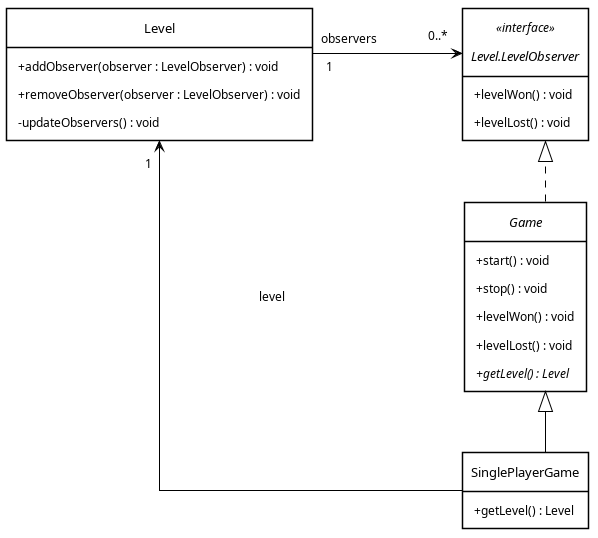 Level
+addObserver(observer : LevelObserver) : void
+removeObserver(observer : LevelObserver) : void
-updateObservers() : void
observers
0..*
1
«interface»
Level.LevelObserver
+levelWon() : void
+levelLost() : void
1
level
Game
+start() : void
+stop() : void
+levelWon() : void
+levelLost() : void
+getLevel() : Level
SinglePlayerGame
+getLevel() : Level